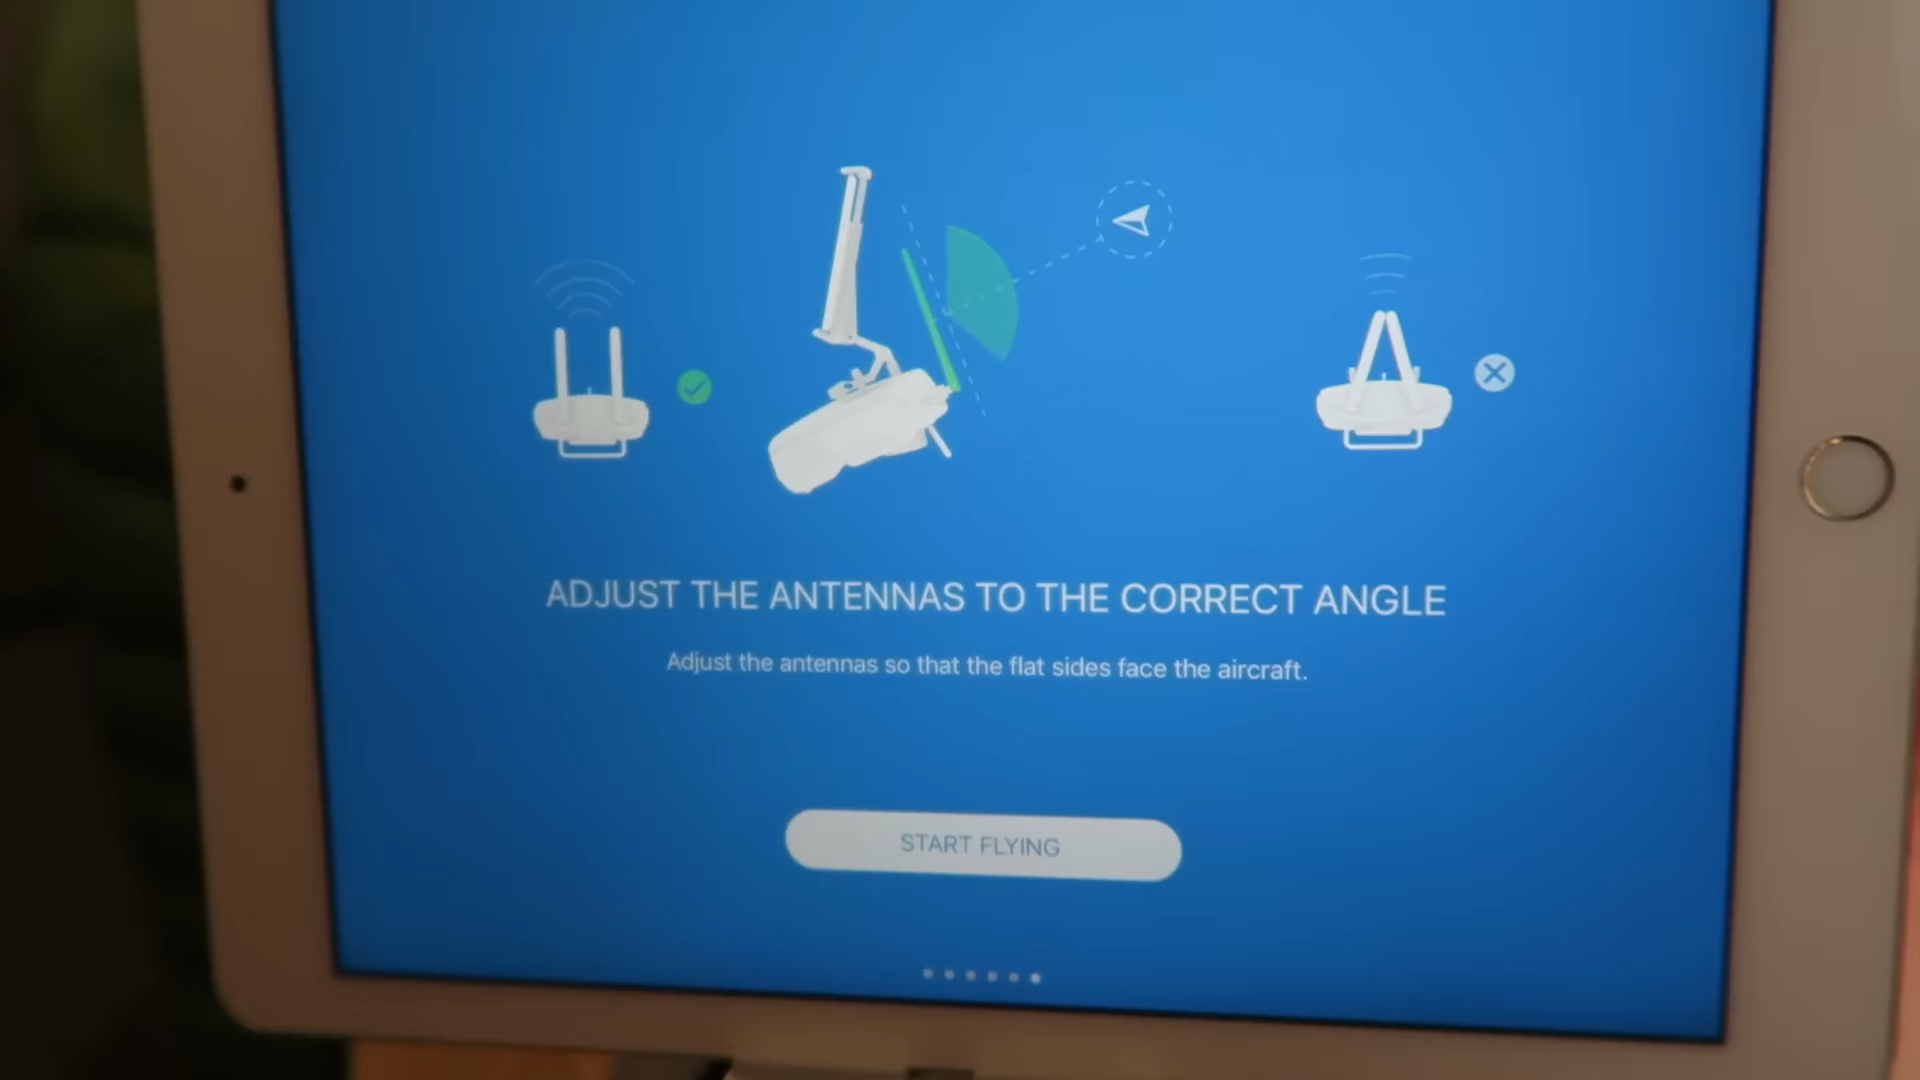 ADJUST THE ANTENNAS TO THE CORRECT ANGLE
Adjust the antennas so that the flat sides face the aircraft.
START FLYING